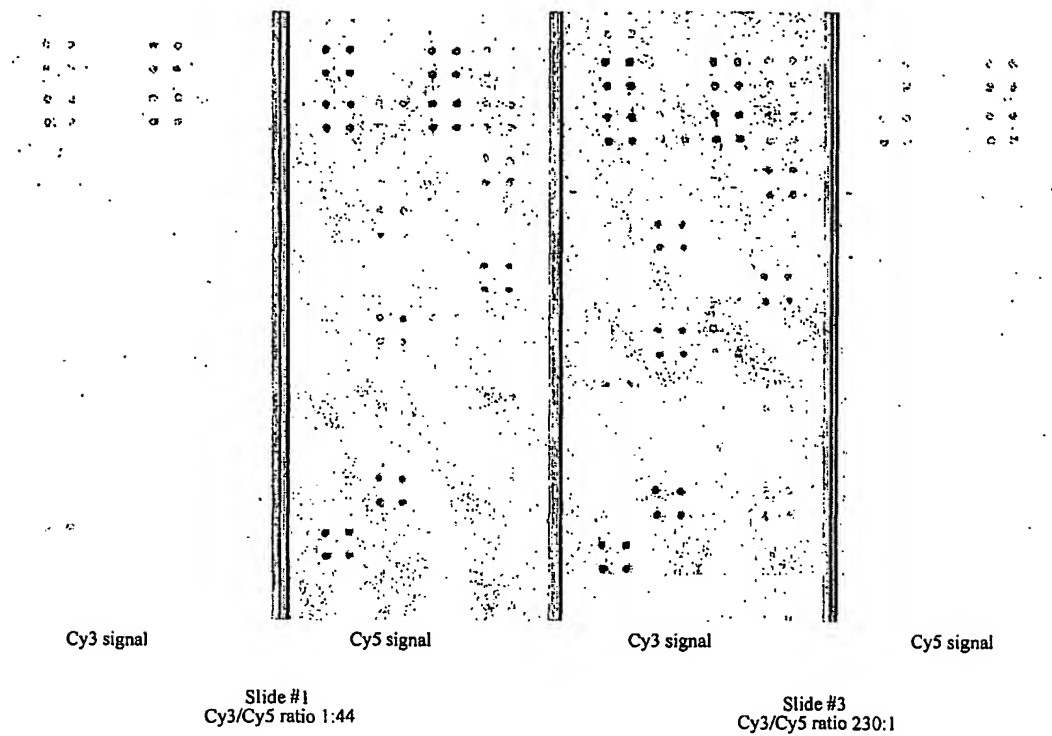 Cy3 signal
Cy5 signal
Cy3 signal
Cy5 signal
Slide #1
Cy3/Cy5 ratio 1:44
Slide #3
Cy3/Cy5 ratio 230:1